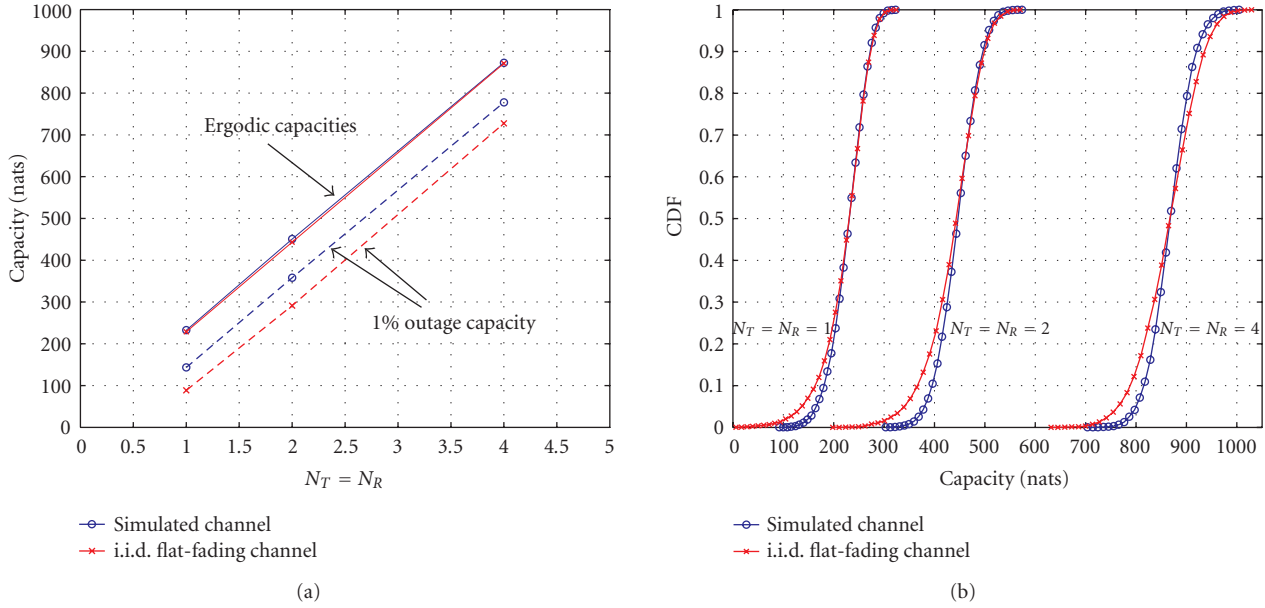 1000
900
800
700
600
500
400
300
200
100
0
Capacity (nats)
Ergodic capacities
1% outage capacity
0 0.5 1 1.5 2 2.5 3 3.5 4 4.5 5
N_T = N_R
Simulated channel
i.i.d. flat-fading channel
(a)
1
0.9
0.8
0.7
0.6
0.5
0.4
0.3
0.2
0.1
0
CDF
N_T = N_R = 1
N_T = N_R = 2
N_T = N_R = 4
0 100 200 300 400 500 600 700 800 900 1000
Capacity (nats)
Simulated channel
i.i.d. flat-fading channel
(b)